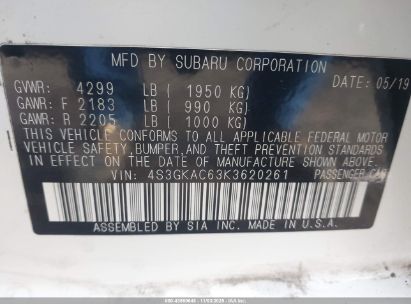 MFD BY SUBARU CORPORATION
GVWR: 4299 LB ( 1950 KG) DATE: 05/19
GAWR: F 2183 LB ( 990 KG)
GAWR: R 2205 LB ( 1000 KG)
THIS VEHICLE CONFORMS TO ALL APPLICABLE FEDERAL MOTOR
VEHICLE SAFETY, BUMPER, AND THEFT PREVENTION STANDARDS
IN EFFECT ON THE DATE OF MANUFACTURE SHOWN ABOVE.
VIN: 4S3GKAC63K3620261 PASSENGER CAR
ASSEMBLED BY SIA INC. MADE IN U.S.A.